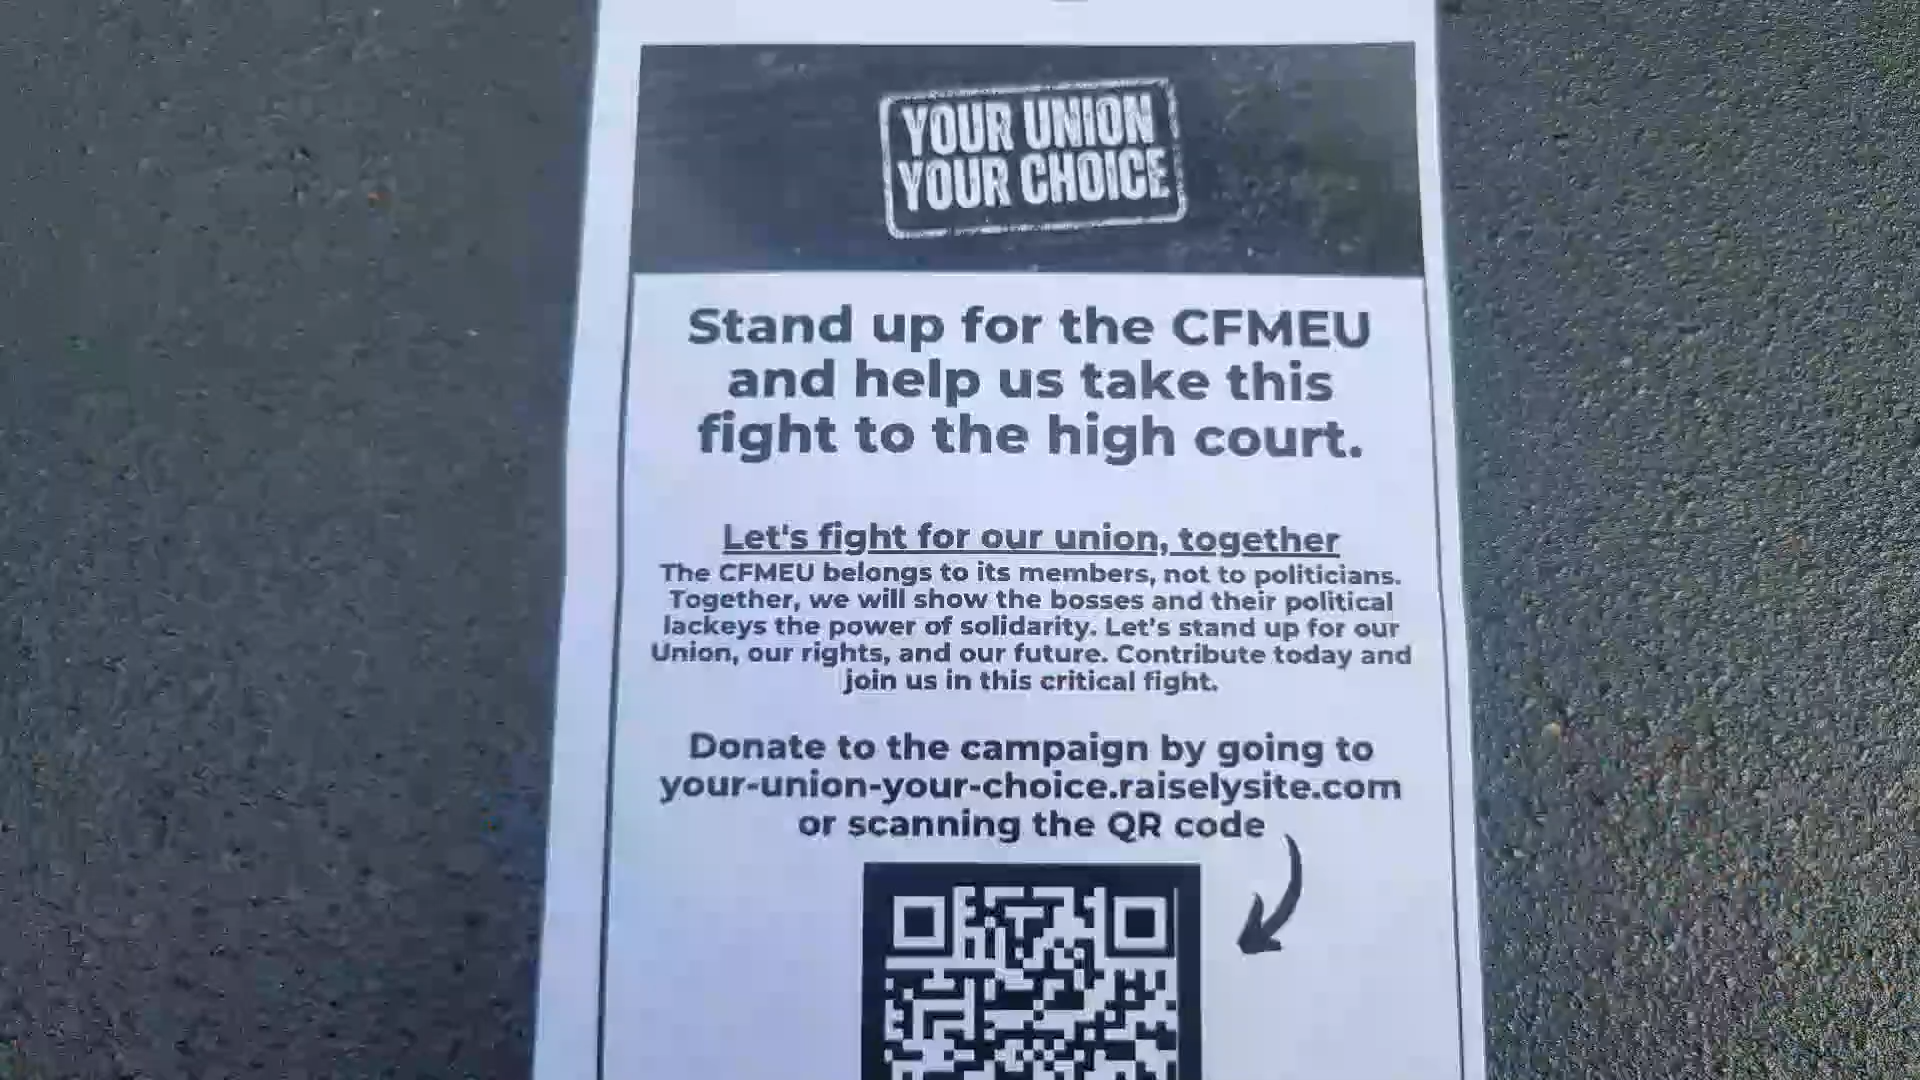 YOUR UNION
YOUR CHOICE
Stand up for the CFMEU
and help us take this
fight to the high court.
Let's fight for our union, together
The CFMEU belongs to its members, not to politicians.
Together, we will show the bosses and their political
lackeys the power of solidarity. Let's stand up for our
Union, our rights, and our future. Contribute today and
join us in this critical fight.
Donate to the campaign by going to
your-union-your-choice.raiselysite.com
or scanning the QR code